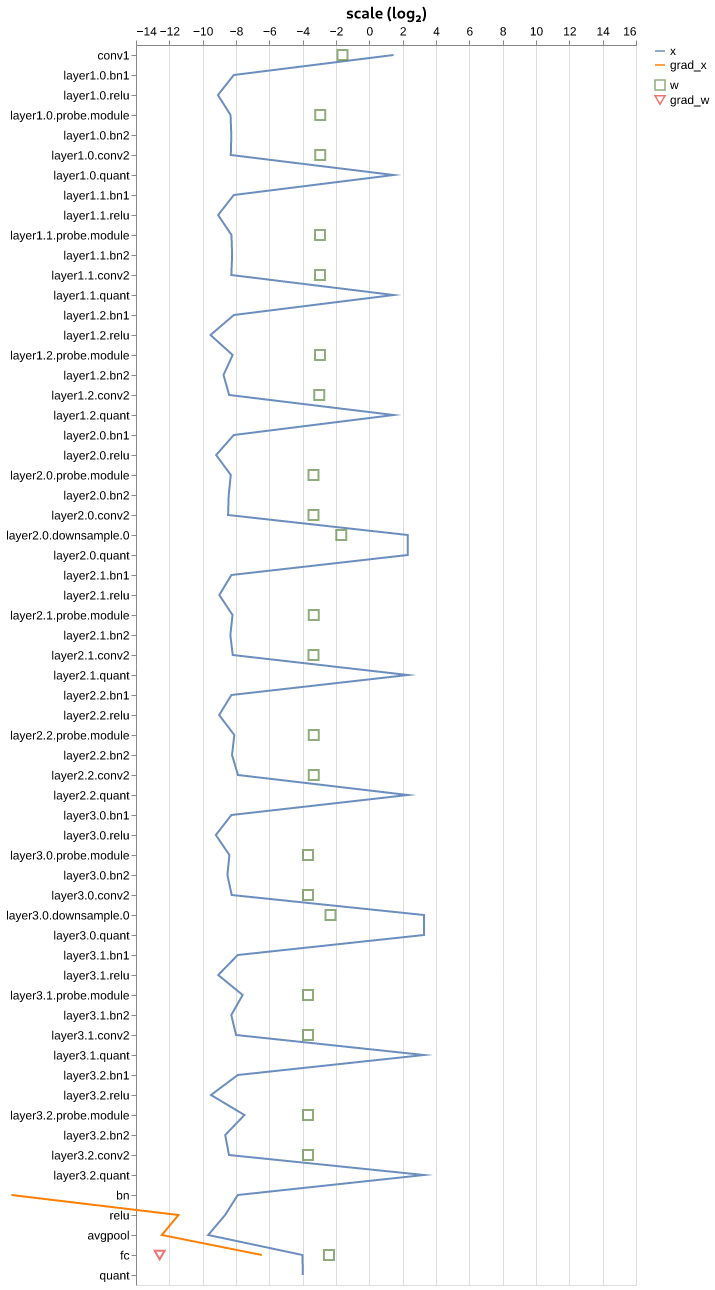 scale (log₂)
−14 −12 −10 −8 −6 −4 −2 0 2 4 6 8 10 12 14 16
conv1
layer1.0.bn1
layer1.0.relu
layer1.0.probe.module
layer1.0.bn2
layer1.0.conv2
layer1.0.quant
layer1.1.bn1
layer1.1.relu
layer1.1.probe.module
layer1.1.bn2
layer1.1.conv2
layer1.1.quant
layer1.2.bn1
layer1.2.relu
layer1.2.probe.module
layer1.2.bn2
layer1.2.conv2
layer1.2.quant
layer2.0.bn1
layer2.0.relu
layer2.0.probe.module
layer2.0.bn2
layer2.0.conv2
layer2.0.downsample.0
layer2.0.quant
layer2.1.bn1
layer2.1.relu
layer2.1.probe.module
layer2.1.bn2
layer2.1.conv2
layer2.1.quant
layer2.2.bn1
layer2.2.relu
layer2.2.probe.module
layer2.2.bn2
layer2.2.conv2
layer2.2.quant
layer3.0.bn1
layer3.0.relu
layer3.0.probe.module
layer3.0.bn2
layer3.0.conv2
layer3.0.downsample.0
layer3.0.quant
layer3.1.bn1
layer3.1.relu
layer3.1.probe.module
layer3.1.bn2
layer3.1.conv2
layer3.1.quant
layer3.2.bn1
layer3.2.relu
layer3.2.probe.module
layer3.2.bn2
layer3.2.conv2
layer3.2.quant
bn
relu
avgpool
fc
quant
x
grad_x
w
grad_w